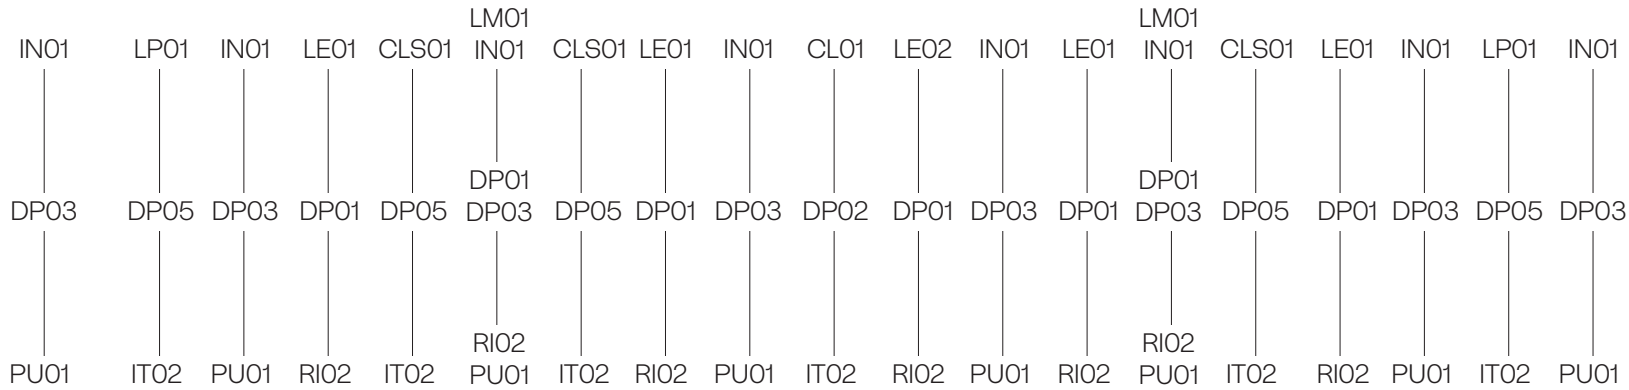 LM01 LM01
IN01 LP01 IN01 LE01 CLS01 IN01 CLS01 LE01 IN01 CL01 LE02 IN01 LE01 IN01 CLS01 LE01 IN01 LP01 IN01
DP01 DP01
DP03 DP05 DP03 DP01 DP05 DP03 DP05 DP01 DP03 DP02 DP01 DP03 DP01 DP03 DP05 DP01 DP03 DP05 DP03
RI02 RI02
PU01 IT02 PU01 RI02 IT02 PU01 IT02 RI02 PU01 IT02 RI02 PU01 RI02 PU01 IT02 RI02 PU01 IT02 PU01